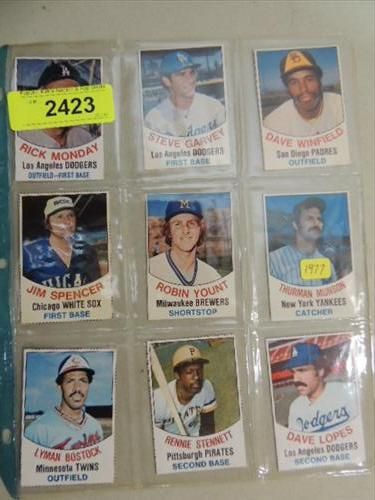 2423
RICK MONDAY
Los Angeles DODGERS
OUTFIELD—FIRST BASE
Dodgers
STEVE GARVEY
Los Angeles DODGERS
FIRST BASE
DAVE WINFIELD
San Diego PADRES
OUTFIELD
JIM SPENCER
Chicago WHITE SOX
FIRST BASE
M
ROBIN YOUNT
Milwaukee BREWERS
SHORTSTOP
1977
THURMAN MUNSON
New York YANKEES
CATCHER
LYMAN BOSTOCK
Minnesota TWINS
OUTFIELD
P
RENNIE STENNETT
Pittsburgh PIRATES
SECOND BASE
LA
Dodgers
DAVE LOPES
Los Angeles DODGERS
SECOND BASE